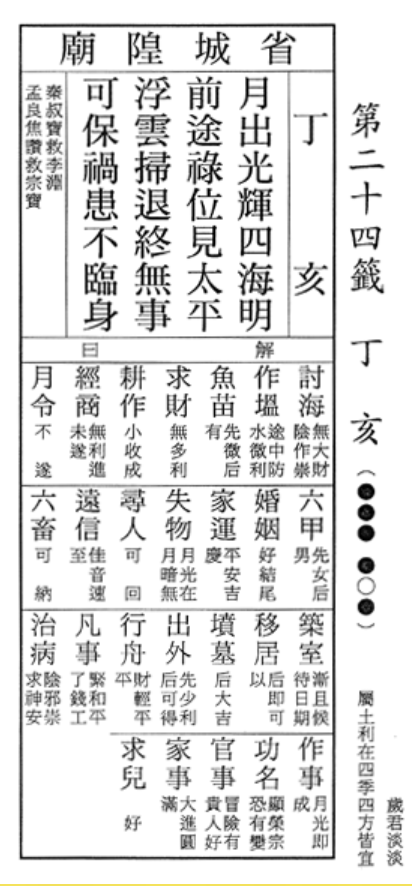 第二十四籤 丁亥
歲君淡淡
屬土利在四季四方皆宜
省城隍廟
丁亥
月出光輝四海明
前途祿位見太平
浮雲掃退終無事
可保禍患不臨身
秦叔寶救李淵
孟良焦讚救宗寶
解曰
討海 無大財陰作祟
作塭 途中防水微利
魚苗 先微后有
求財 無多利
耕作 小收成
經商 無利進未遂
月令 不遂
六甲 先女后男
婚姻 好結尾
家運 平安吉慶
失物 月光在月暗無
尋人 可回
遠信 佳音速至
六畜 可納
築室 漸且候待日期
移居 后即可以
墳墓 后大吉
出外 先少利后可得
行舟 財輕平平
凡事 緊和平了錢工
治病 陰邪祟求神安
作事 月光即成
功名 顯榮宗恐有變
官事 冒險有貴人好
家事 大進圓滿
求兒 好